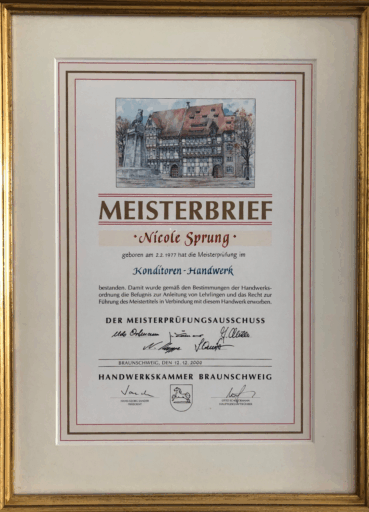 MEISTERBRIEF
·Nicole Sprung·
geboren am 2.2.1977 hat die Meisterprüfung im
Konditoren-Handwerk
bestanden. Damit wurde gemäß den Bestimmungen der Handwerks-
ordnung die Befugnis zur Anleitung von Lehrlingen und das Recht zur
Führung des Meistertitels in Verbindung mit diesem Handwerk erworben.
DER MEISTERPRÜFUNGSAUSSCHUSS
BRAUNSCHWEIG, DEN 12.12.2006
HANDWERKSKAMMER BRAUNSCHWEIG